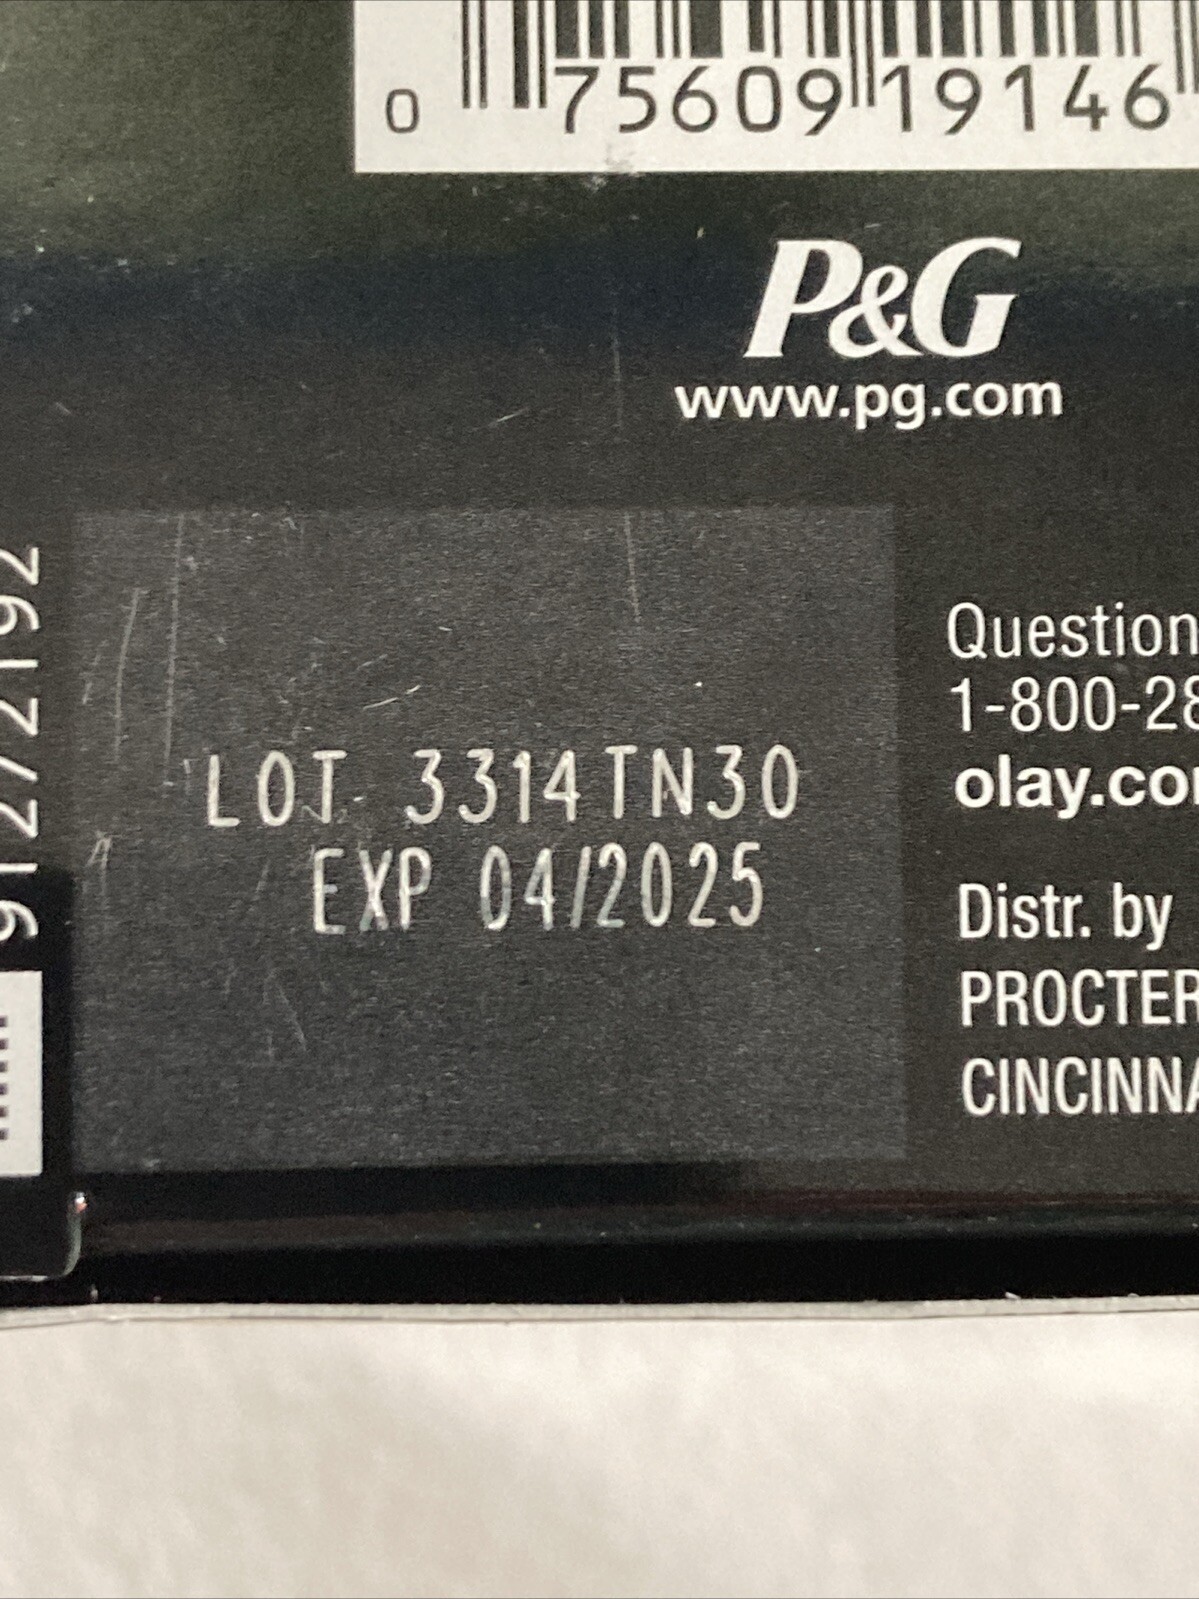 0 75609 19146
P&G
www.pg.com
91272192
LOT 3314TN30
EXP 04/2025
Question
1-800-28
olay.co
Distr. by
PROCTER
CINCINNA